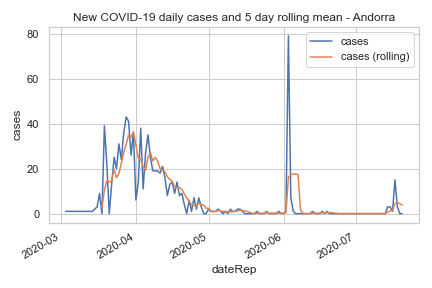 New COVID-19 daily cases and 5 day rolling mean - Andorra
cases
cases (rolling)
80
60
40
20
0
cases
2020-03
2020-04
2020-05
2020-06
2020-07
dateRep